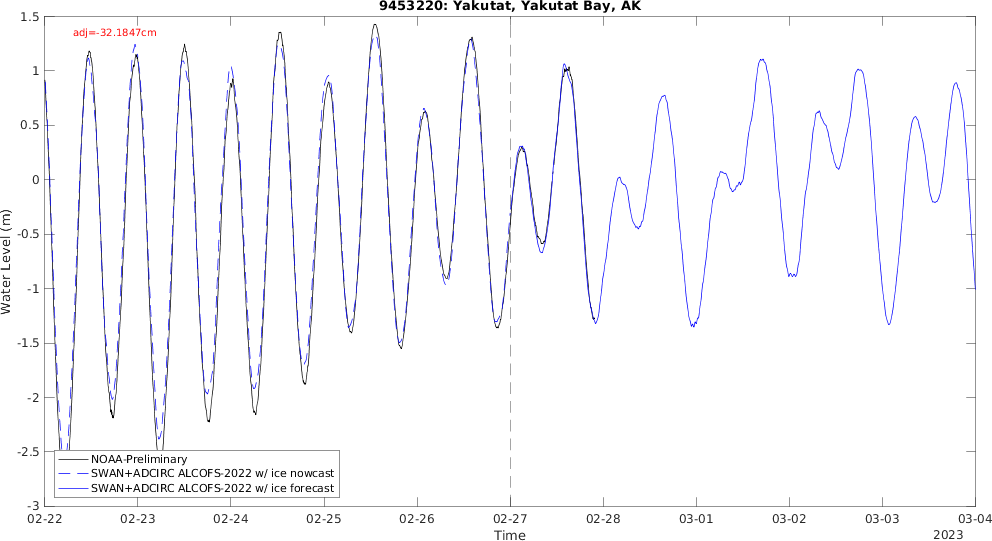 9453220: Yakutat, Yakutat Bay, AK
adj=-32.1847cm
1.5
1
0.5
0
-0.5
-1
-1.5
-2
-2.5
-3
Water Level (m)
NOAA-Preliminary
SWAN+ADCIRC ALCOFS-2022 w/ ice nowcast
SWAN+ADCIRC ALCOFS-2022 w/ ice forecast
02-22 02-23 02-24 02-25 02-26 02-27 02-28 03-01 03-02 03-03 03-04
Time
2023